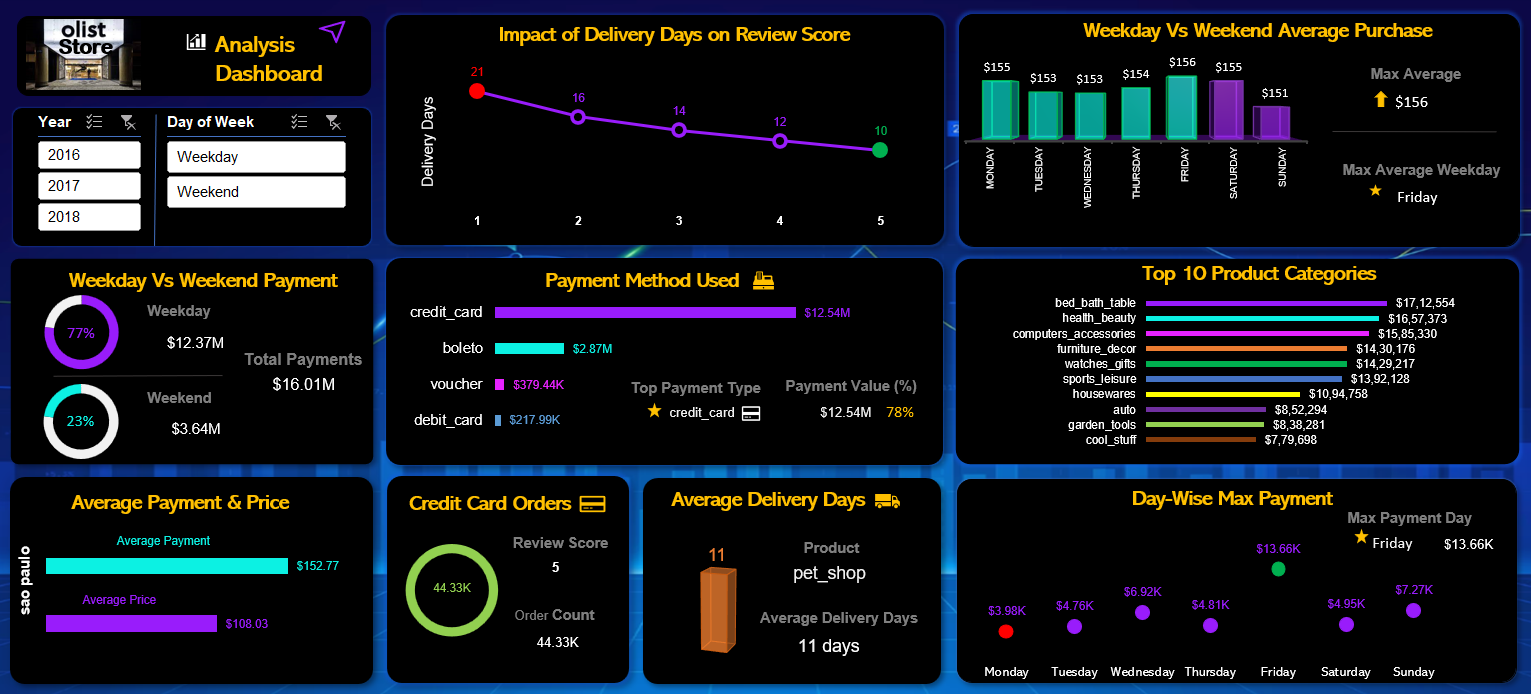 olist
Store
Analysis
Dashboard
Year
2016
2017
2018
Day of Week
Weekday
Weekend
Impact of Delivery Days on Review Score
Delivery Days
21
16
14
12
10
1
2
3
4
5
Weekday Vs Weekend Average Purchase
$155
$153
$153
$154
$156
$155
$151
MONDAY
TUESDAY
WEDNESDAY
THURSDAY
FRIDAY
SATURDAY
SUNDAY
Max Average
$156
Max Average Weekday
Friday
Weekday Vs Weekend Payment
77%
Weekday
$12.37M
23%
Weekend
$3.64M
Total Payments
$16.01M
Payment Method Used
credit_card $12.54M
boleto $2.87M
voucher $379.44K
debit_card $217.99K
Top Payment Type
credit_card
Payment Value (%)
$12.54M 78%
Top 10 Product Categories
bed_bath_table $17,12,554
health_beauty $16,57,373
computers_accessories $15,85,330
furniture_decor $14,30,176
watches_gifts $14,29,217
sports_leisure $13,92,128
housewares $10,94,758
auto $8,52,294
garden_tools $8,38,281
cool_stuff $7,79,698
Average Payment & Price
sao paulo
Average Payment
$152.77
Average Price
$108.03
Credit Card Orders
44.33K
Review Score
5
Order Count
44.33K
Average Delivery Days
11
Product
pet_shop
Average Delivery Days
11 days
Day-Wise Max Payment
Max Payment Day
Friday $13.66K
$3.98K
$4.76K
$6.92K
$4.81K
$13.66K
$4.95K
$7.27K
Monday
Tuesday
Wednesday
Thursday
Friday
Saturday
Sunday